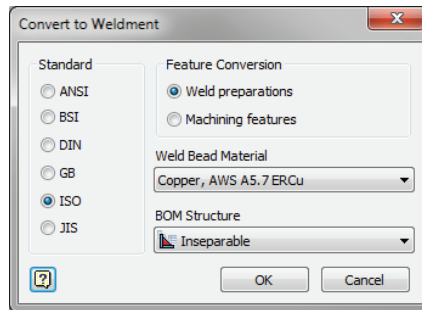 Convert to Weldment
Standard
ANSI
BSI
DIN
GB
ISO
JIS
Feature Conversion
Weld preparations
Machining features
Weld Bead Material
Copper, AWS A5.7 ERCu
BOM Structure
Inseparable
?
OK
Cancel